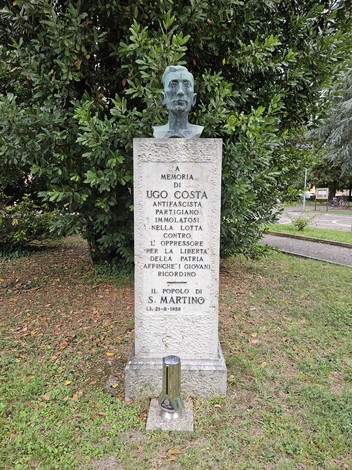 A
MEMORIA
DI
UGO COSTA
ANTIFASCISTA
PARTIGIANO
IMMOLATOSI
NELLA LOTTA
CONTRO
L'OPPRESSORE
PER LA LIBERTA'
DELLA PATRIA
AFFINCHE' I GIOVANI
RICORDINO
IL POPOLO DI
S. MARTINO